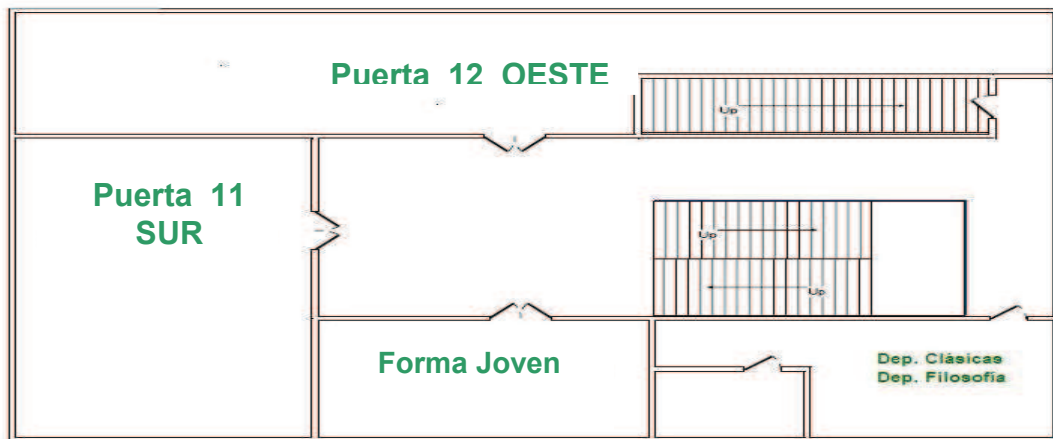 Puerta 12 OESTE
Up
Puerta 11
SUR
Up
Up
Forma Joven
Dep. Clásicas
Dep. Filosofía